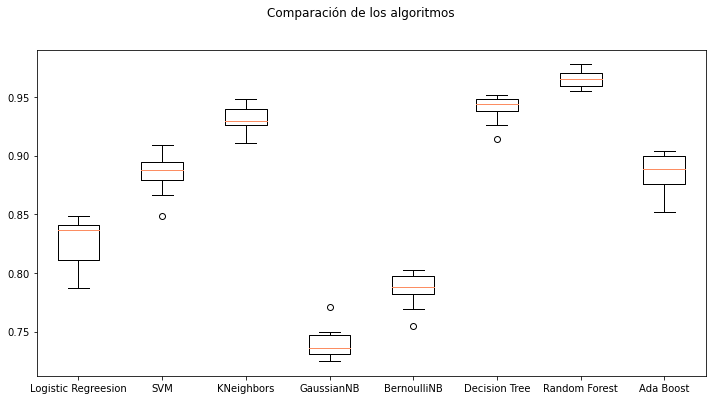 Comparación de los algoritmos
0.95
0.90
0.85
0.80
0.75
Logistic Regreesion SVM KNeighbors GaussianNB BernoulliNB Decision Tree Random Forest Ada Boost